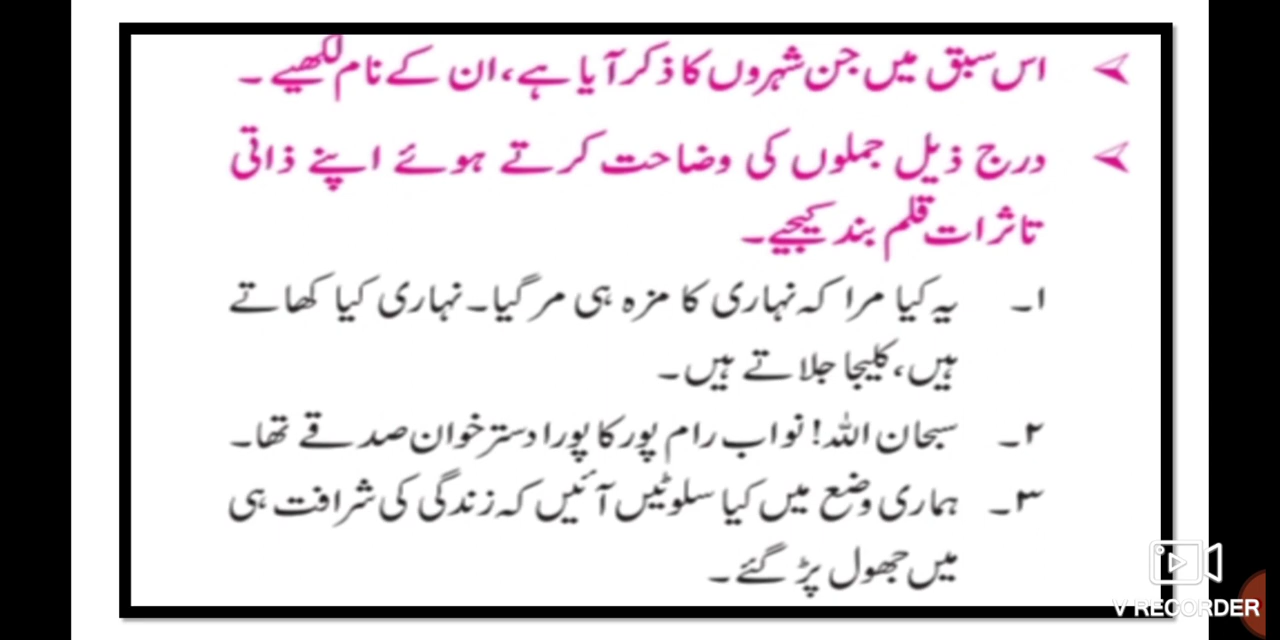 اس سبق میں جن شہروں کا ذکر آیا ہے، ان کے نام لکھیے۔
درج ذیل جملوں کی وضاحت کرتے ہوئے اپنے ذاتی
تاثرات قلم بند کیجیے۔
۱۔ یہ کیا مرا کہ نہاری کا مزہ ہی مر گیا۔ نہاری کیا کھاتے
ہیں، کلیجا جلاتے ہیں۔
۲۔ سبحان اللہ! نواب رام پور کا پورا دسترخوان صدقے تھا۔
۳۔ ہماری وضع میں کیا سلوٹیں آئیں کہ زندگی کی شرافت ہی
میں جھول پڑ گئے۔
V RECORDER